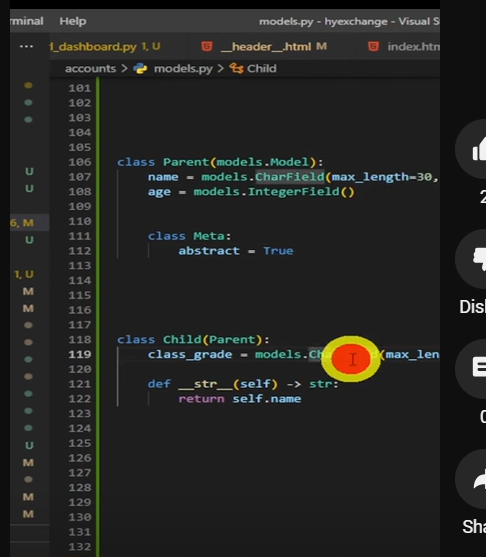 rminal Help models.py - hyexchange - Visual S
d_dashboard.py 1, U __header__.html M index.htm
accounts > models.py > Child
101
102
103
104
105
106 class Parent(models.Model):
107 name = models.CharField(max_length=30,
108 age = models.IntegerField()
109
110
111 class Meta:
112 abstract = True
113
114
115
116
117
118 class Child(Parent):
119 class_grade = models.Ch d(max_len
120
121 def __str__(self) -> str:
122 return self.name
123
124
125
126
127
128
129
130
131
132
U
U
6, M
U
1, U
M
M
U
M
M
M
2
Disl
0
Sha